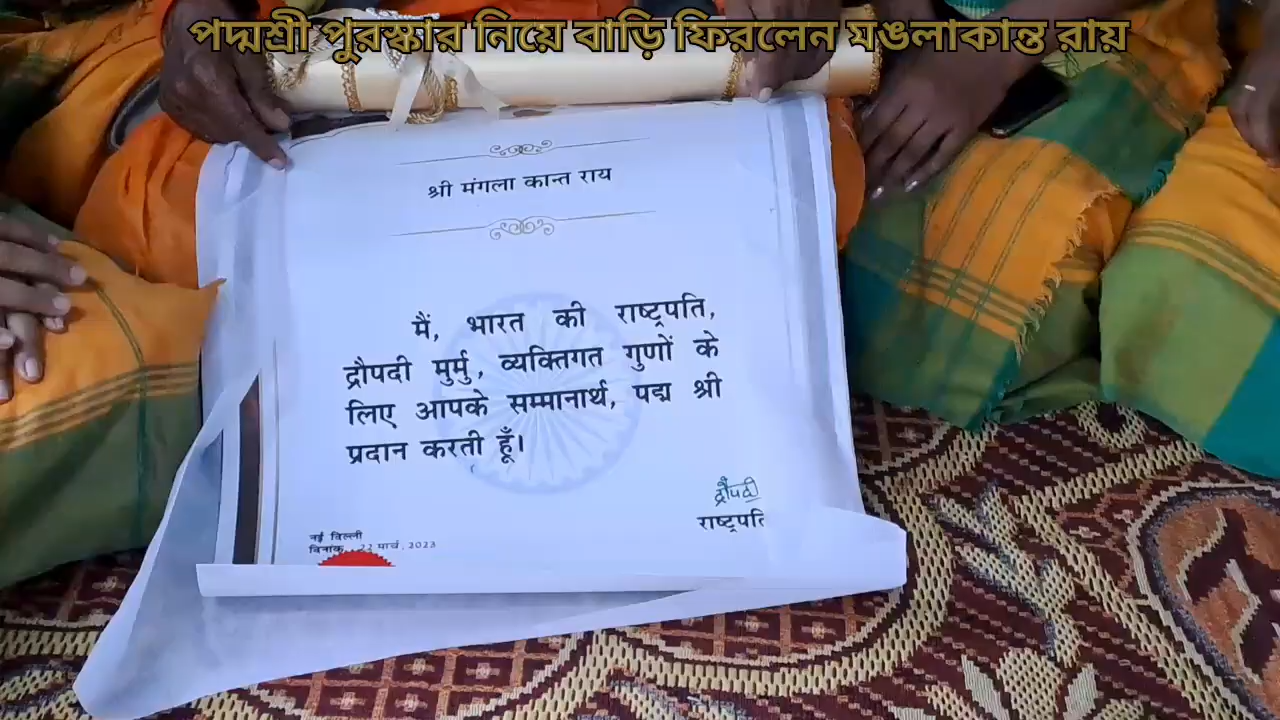 পদ্মশ্রী পুরস্কার নিয়ে বাড়ি ফিরলেন মঙলাকান্ত রায়
श्री मंगला कान्त राय
मैं, भारत की राष्ट्रपति,
द्रौपदी मुर्मु, व्यक्तिगत गुणों के
लिए आपके सम्मानार्थ, पद्म श्री
प्रदान करती हूँ।
द्रौपदी
राष्ट्रपति
नई दिल्ली
दिनांक, 22 मार्च, 2023